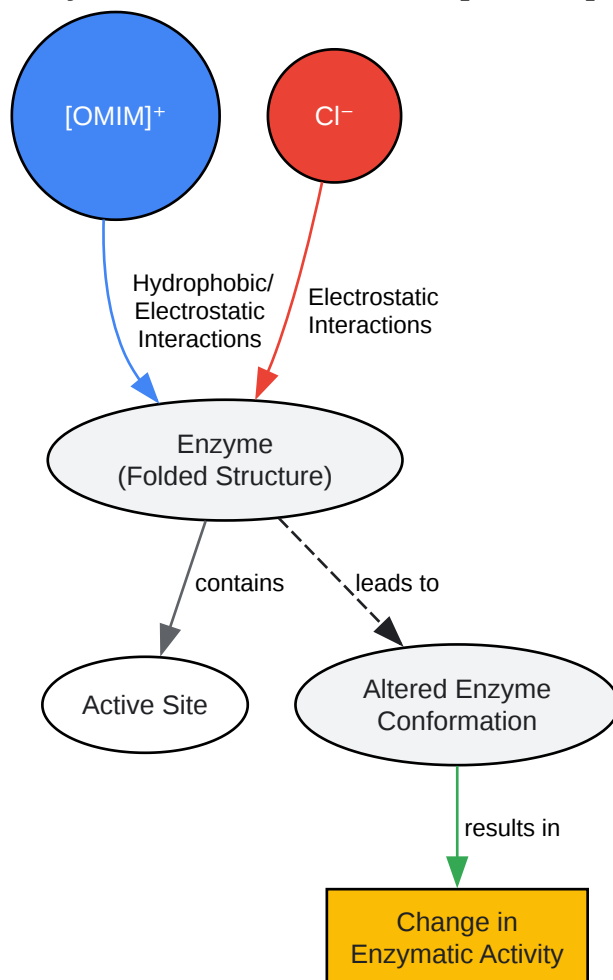 [OMIM]⁺
Cl⁻
Hydrophobic/
Electrostatic
Interactions
Electrostatic
Interactions
Enzyme
(Folded Structure)
contains
leads to
Active Site
Altered Enzyme
Conformation
results in
Change in
Enzymatic Activity